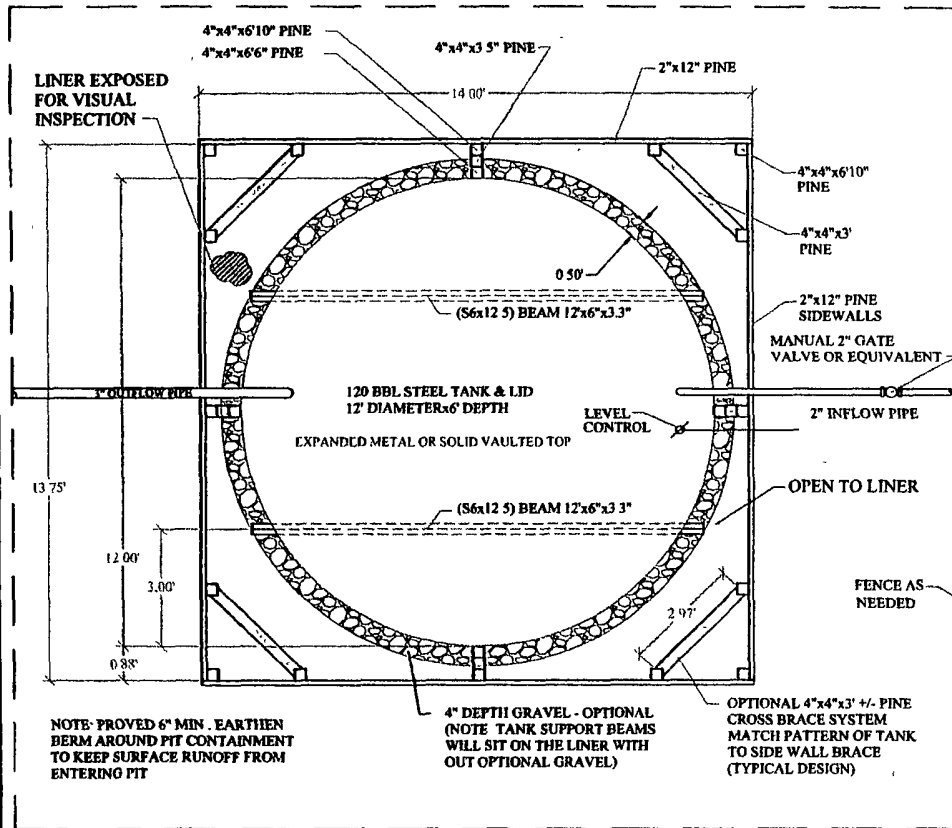 4"x4"x6'10" PINE
4"x4"x6'6" PINE
4"x4"x3 5" PINE
2"x12" PINE
LINER EXPOSED
FOR VISUAL
INSPECTION
14 00'
4"x4"x6'10"
PINE
4"x4"x3'
PINE
0 50'
(S6x12 5) BEAM 12'x6"x3.3"
2"x12" PINE
SIDEWALLS
MANUAL 2" GATE
VALVE OR EQUIVALENT
3" OUTFLOW PIPE
120 BBL STEEL TANK & LID
12' DIAMETERx6' DEPTH
LEVEL
CONTROL
2" INFLOW PIPE
EXPANDED METAL OR SOLID VAULTED TOP
13 75'
OPEN TO LINER
(S6x12 5) BEAM 12'x6"x3 3"
12.00'
3.00'
2.97'
FENCE AS
NEEDED
0.88'
NOTE· PROVED 6" MIN . EARTHEN
BERM AROUND PIT CONTAINMENT
TO KEEP SURFACE RUNOFF FROM
ENTERING PIT
4" DEPTH GRAVEL - OPTIONAL
(NOTE TANK SUPPORT BEAMS
WILL SIT ON THE LINER WITH
OUT OPTIONAL GRAVEL)
OPTIONAL 4"x4"x3' +/- PINE
CROSS BRACE SYSTEM
MATCH PATTERN OF TANK
TO SIDE WALL BRACE
(TYPICAL DESIGN)